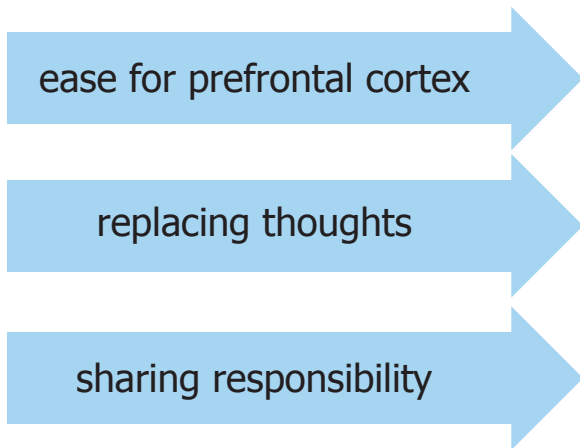 ease for prefrontal cortex
replacing thoughts
sharing responsibility